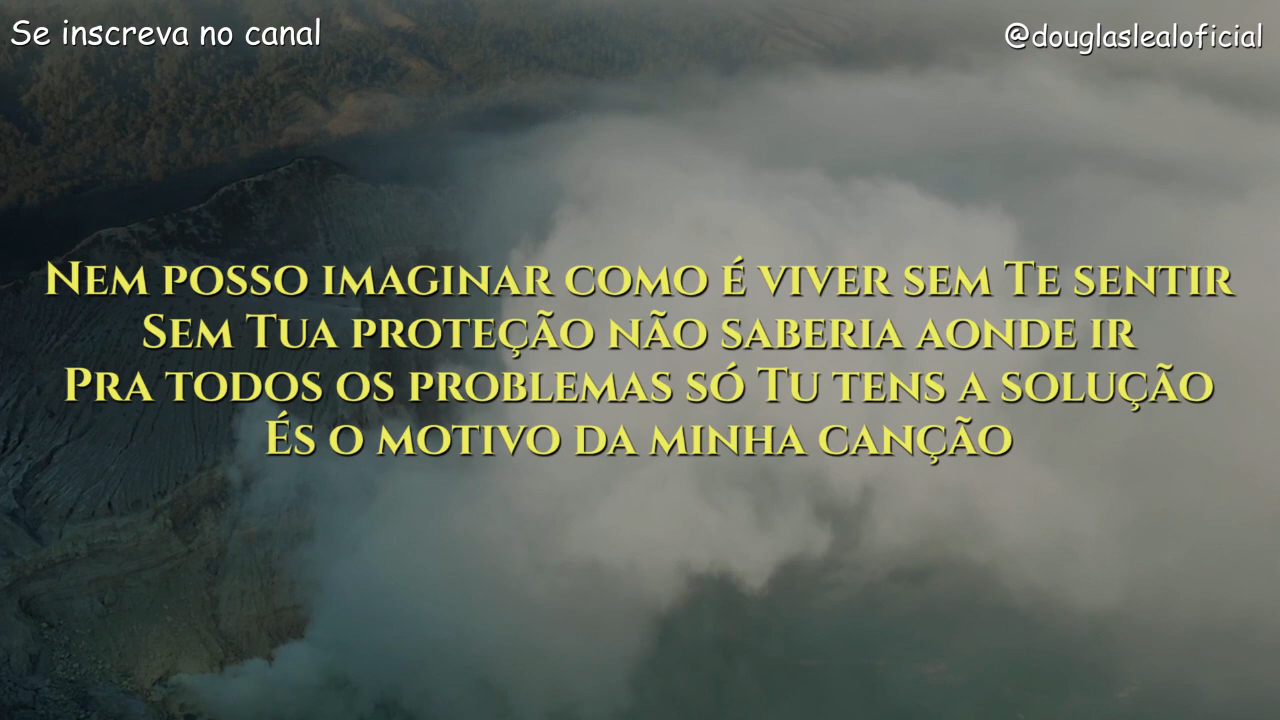 Se inscreva no canal
@douglaslealoficial
Nem posso imaginar como é viver sem Te sentir
Sem Tua proteção não saberia aonde ir
Pra todos os problemas só Tu tens a solução
És o motivo da minha canção